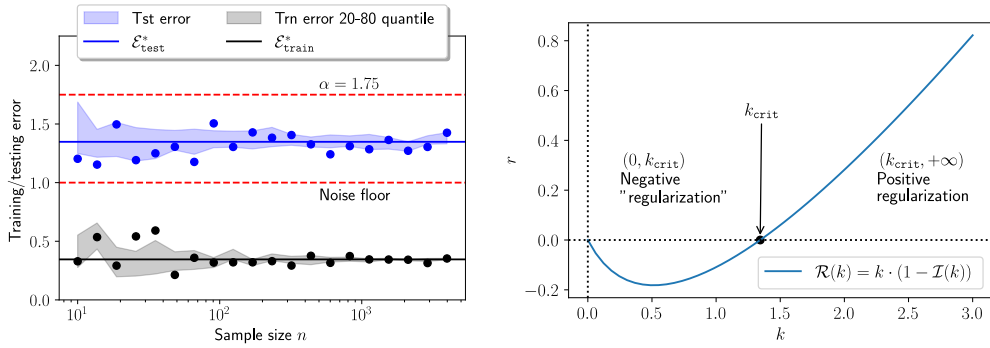 Tst error
Trn error 20–80 quantile
ℰ*test
ℰ*train
2.0
1.5
1.0
0.5
0.0
Training/testing error
α = 1.75
Noise floor
10¹
10²
10³
Sample size n
0.8
0.6
0.4
0.2
0.0
−0.2
r
k_crit
(0, k_crit)
Negative
"regularization"
(k_crit, +∞)
Positive
regularization
ℛ(k) = k · (1 − ℐ(k))
0.0
0.5
1.0
1.5
2.0
2.5
3.0
k